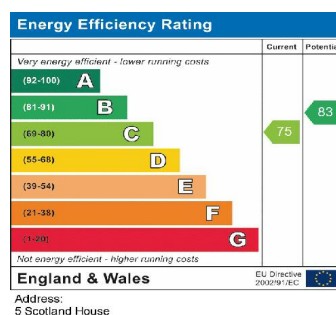 Energy Efficiency Rating
Current Potentia
Very energy efficient - lower running costs
(92-100) A
(81-91) B
83
(69-80) C
75
(55-68) D
(39-54) E
(21-38) F
(1-20) G
Not energy efficient - higher running costs
England & Wales
EU Directive
2002/91/EC
Address:
5 Scotland House